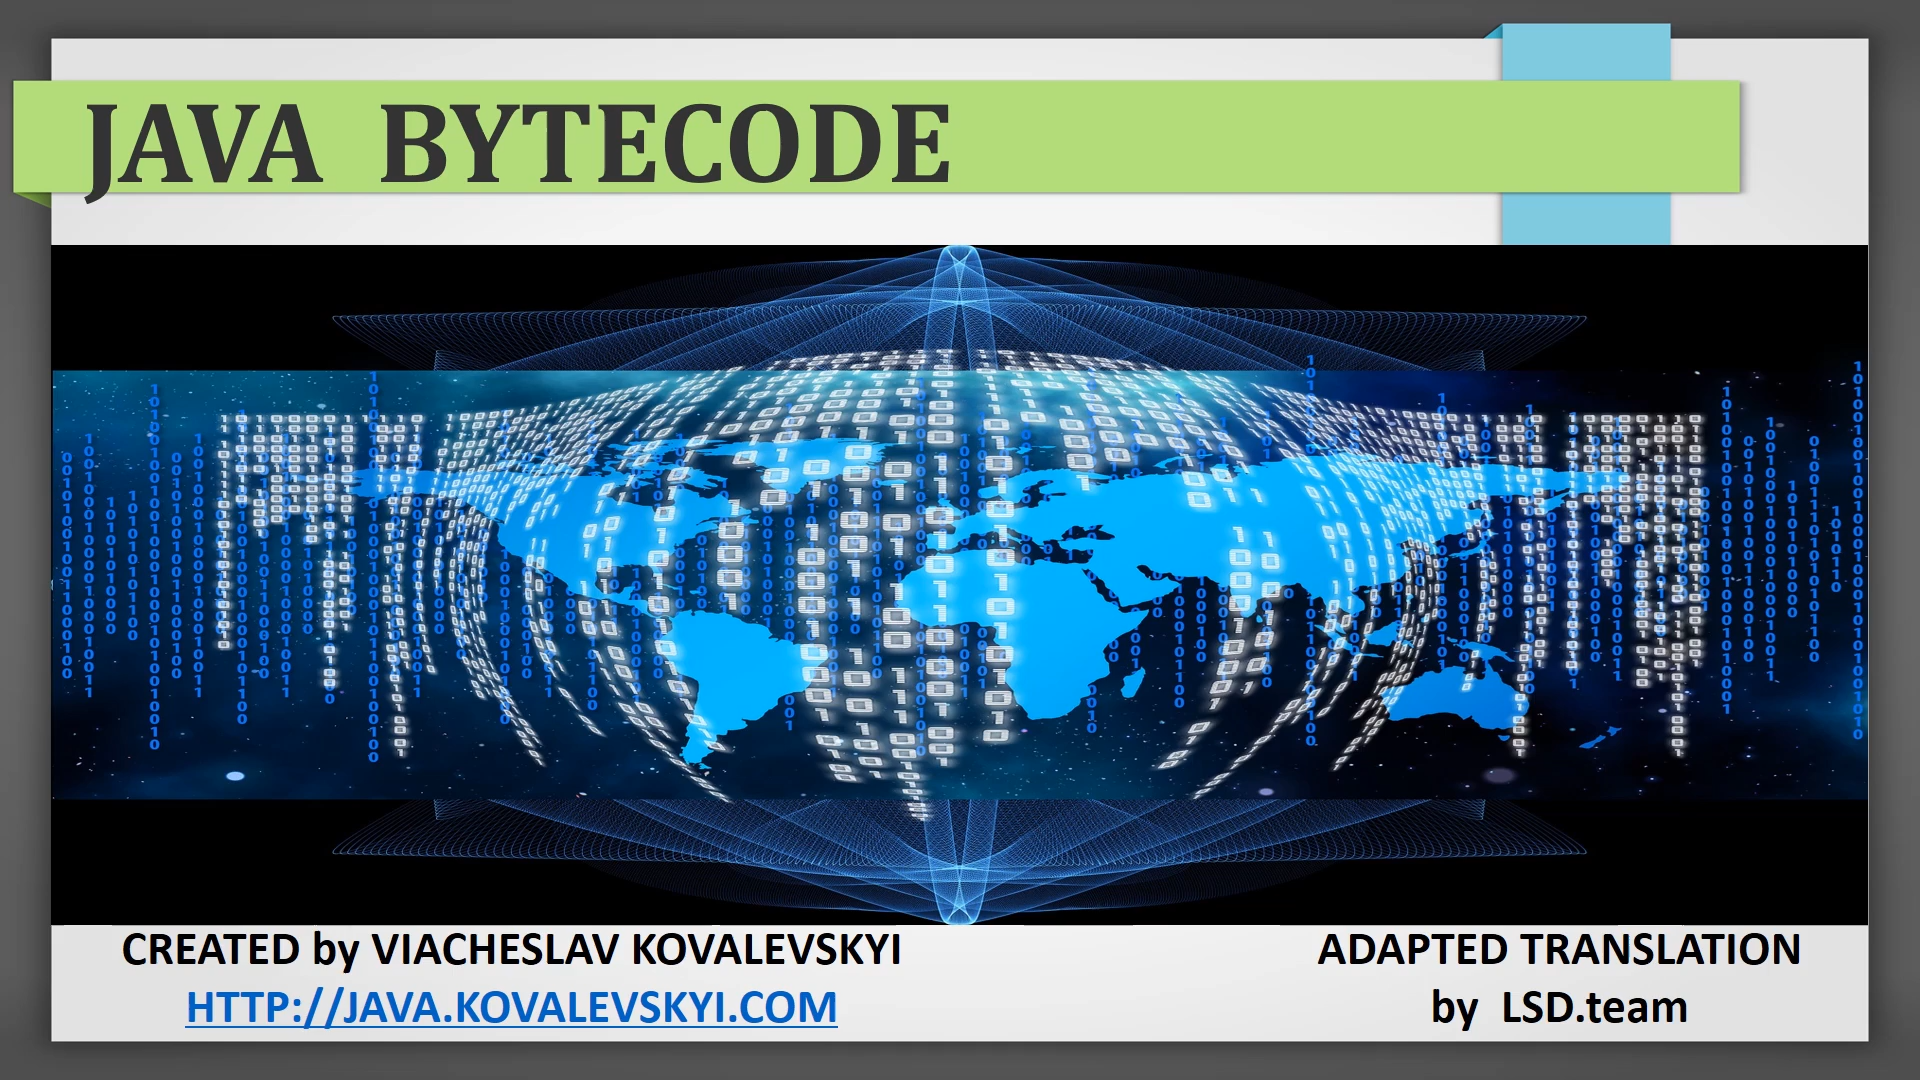 JAVA BYTECODE
CREATED by VIACHESLAV KOVALEVSKYI
HTTP://JAVA.KOVALEVSKYI.COM
ADAPTED TRANSLATION
by LSD.team